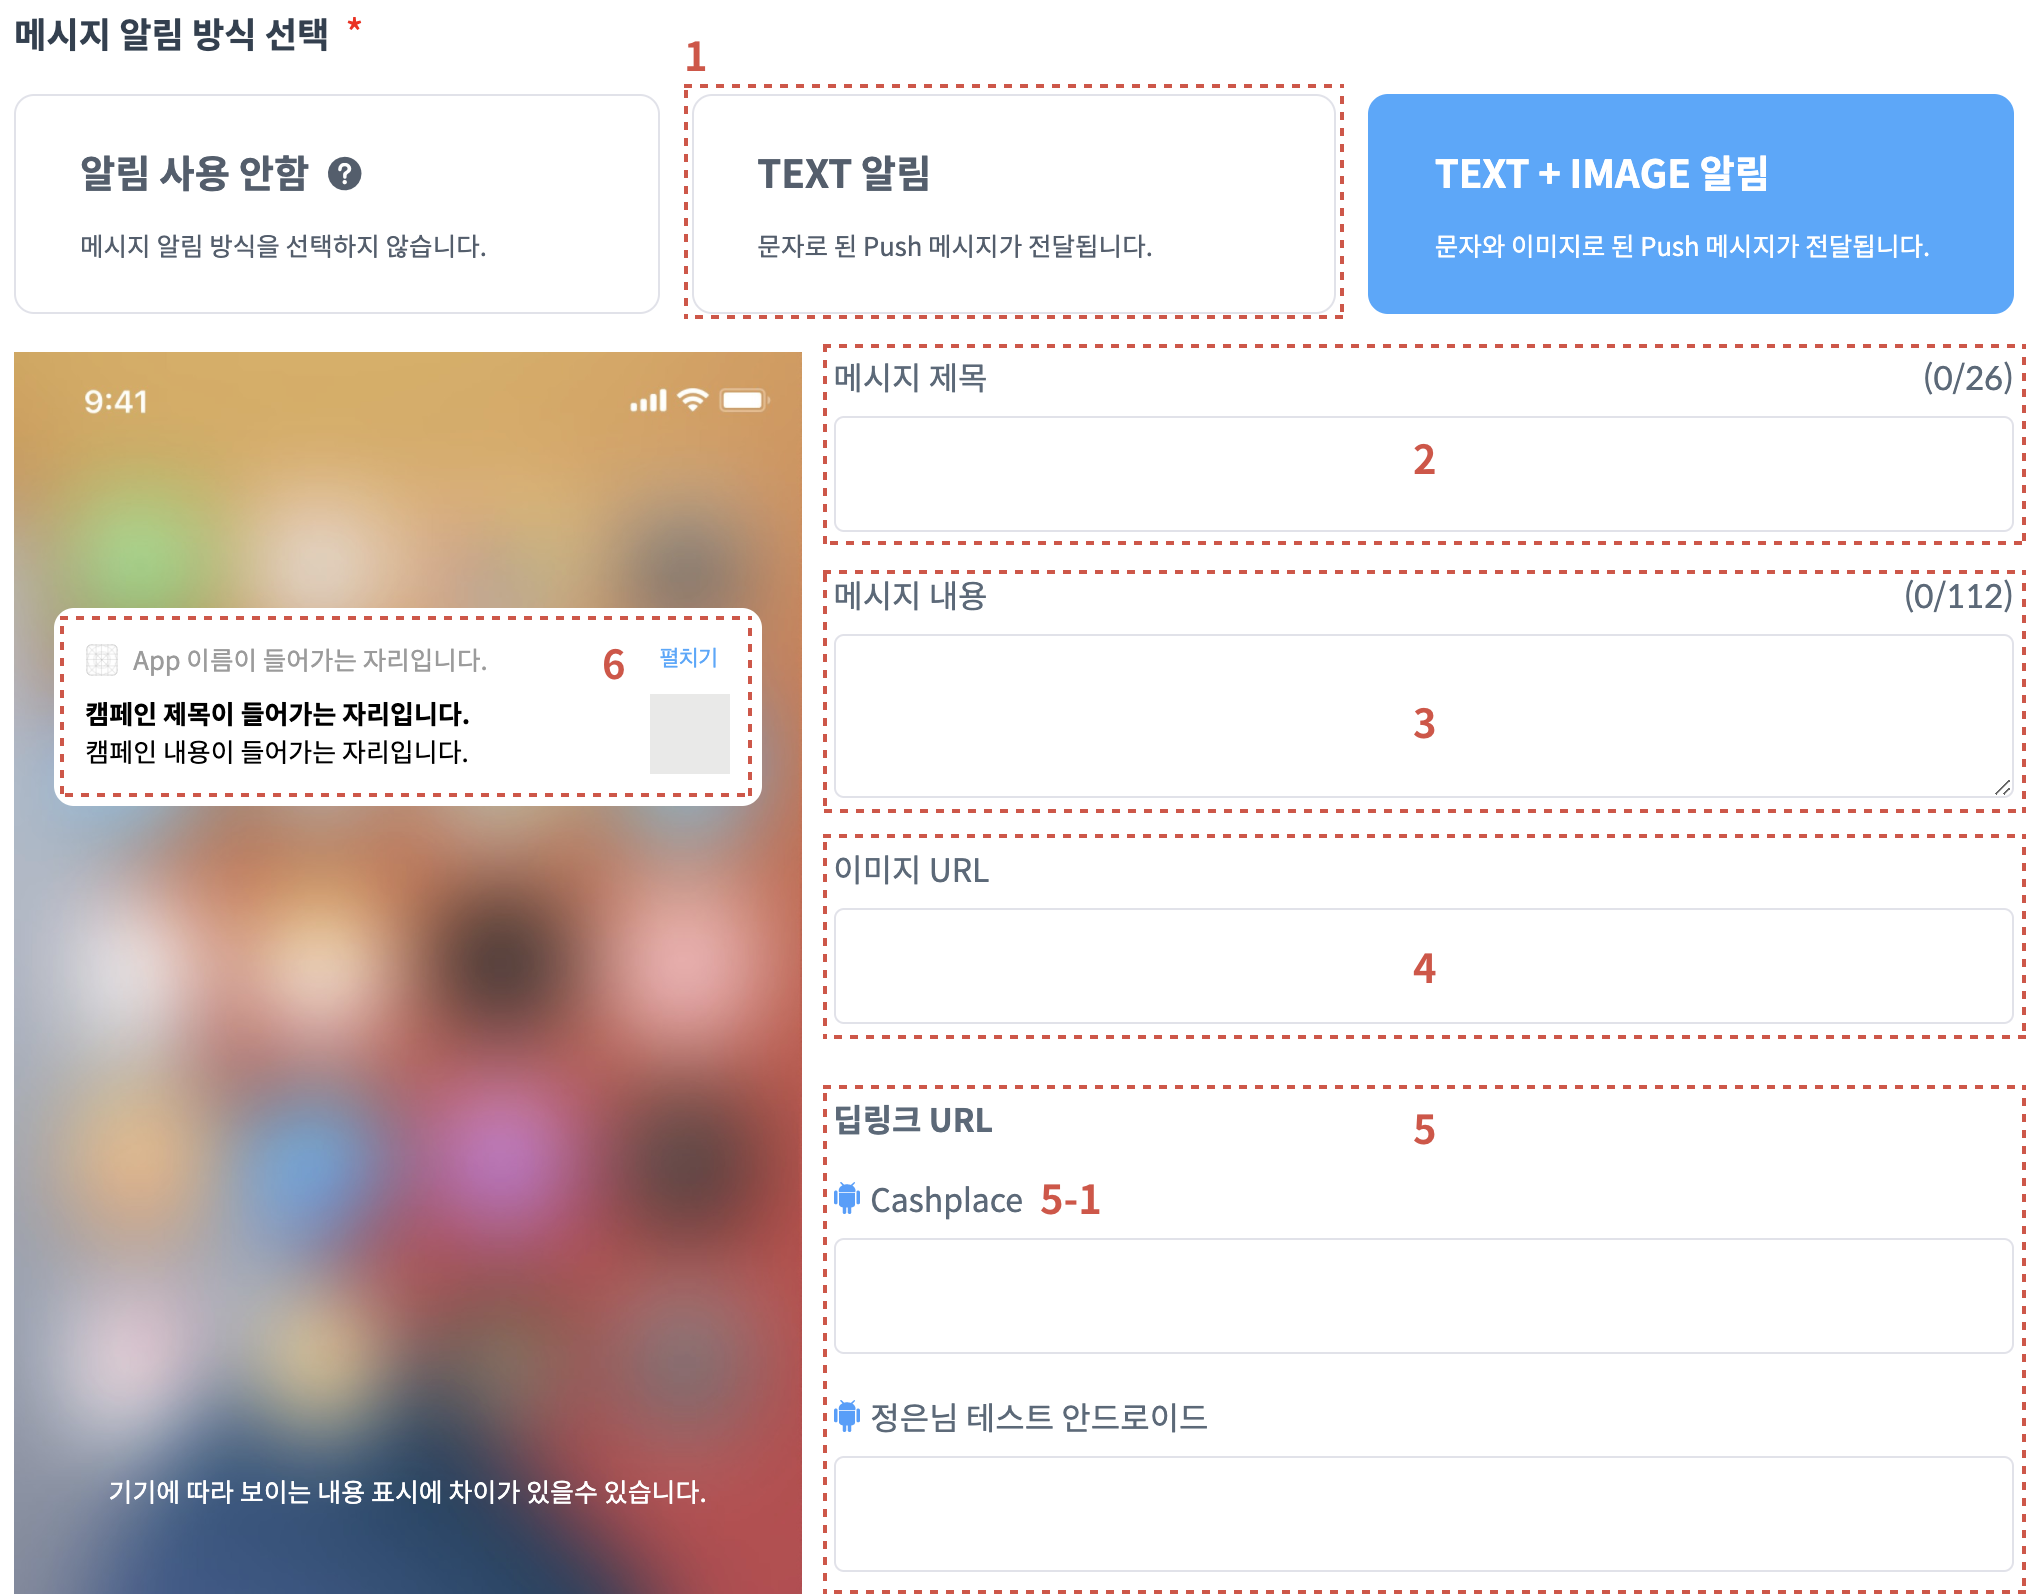 메시지 알림 방식 선택 *
1
알림 사용 안함 ?
메시지 알림 방식을 선택하지 않습니다.
TEXT 알림
문자로 된 Push 메시지가 전달됩니다.
TEXT + IMAGE 알림
문자와 이미지로 된 Push 메시지가 전달됩니다.
9:41
App 이름이 들어가는 자리입니다. 6 펼치기
캠페인 제목이 들어가는 자리입니다.
캠페인 내용이 들어가는 자리입니다.
기기에 따라 보이는 내용 표시에 차이가 있을수 있습니다.
메시지 제목 (0/26)
2
메시지 내용 (0/112)
3
이미지 URL
4
딥링크 URL 5
Cashplace 5-1
정은님 테스트 안드로이드